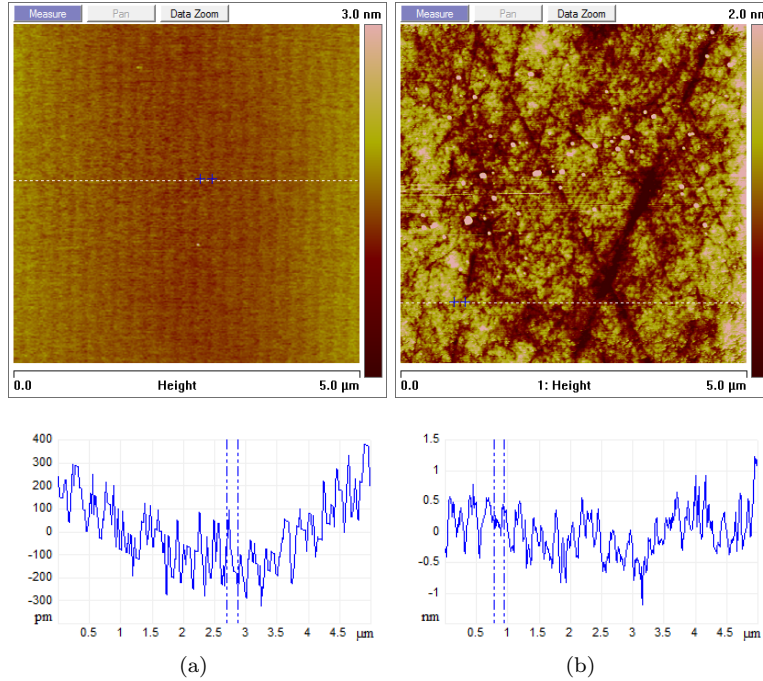 Measure Pan Data Zoom 3.0 nm
Measure Pan Data Zoom 2.0 nm
0.0 Height 5.0 µm
0.0 1: Height 5.0 µm
400
300
200
100
0
-100
-200
-300
pm
0.5 1 1.5 2 2.5 3 3.5 4 4.5 µm
1.5
1
0.5
0
-0.5
-1
nm
0.5 1 1.5 2 2.5 3 3.5 4 4.5 µm
(a)
(b)